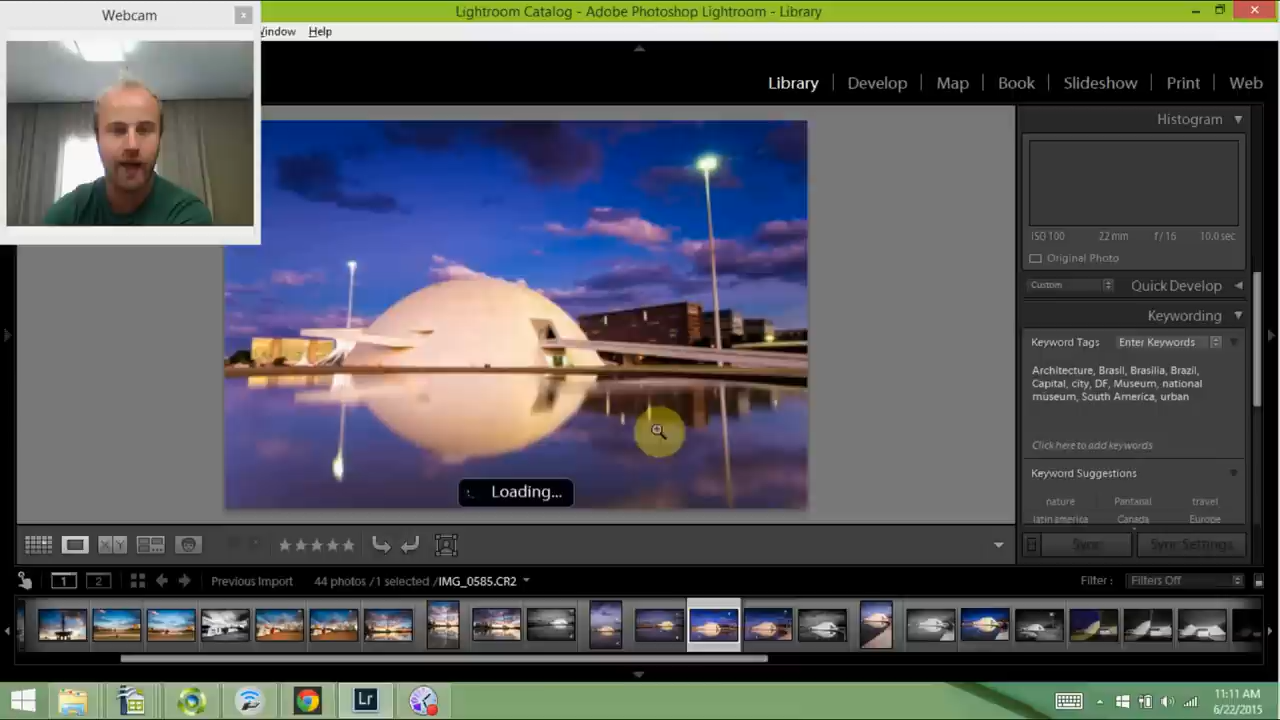 Webcam
x
Lightroom Catalog - Adobe Photoshop Lightroom - Library
Window Help
Library Develop Map Book Slideshow Print Web
Histogram
ISO 100 22 mm f / 16 10.0 sec
Original Photo
Custom Quick Develop
Keywording
Keyword Tags Enter Keywords
Architecture, Brasil, Brasilia, Brazil,
Capital, city, DF, Museum, national
museum, South America, urban
Click here to add keywords
Keyword Suggestions
nature Pantanal travel
latin america Canada Europe
Loading...
X Y
Sync Sync Settings
1 2 Previous Import 44 photos / 1 selected / IMG_0585.CR2 Filter : Filters Off
Lr
11:11 AM
6/22/2015